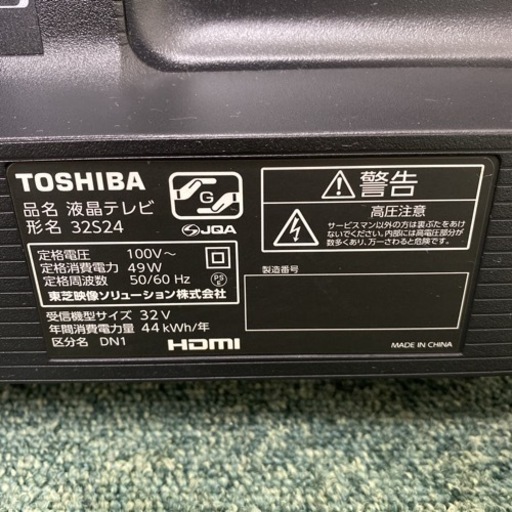 TOSHIBA
品名 液晶テレビ
形名 32S24
G
JQA
定格電圧 100V～
定格消費電力 49W
定格周波数 50/60 Hz
PS
E
東芝映像ソリューション株式会社
受信機型サイズ 32V
年間消費電力量 44kWh/年
区分名 DN1
HDMI
警告
高圧注意
サービスマン以外の方は裏ぶたをあけ
ないでください。内部には高電圧部分が
数多くあり、万一さわると危険です。
製造番号
MADE IN CHINA